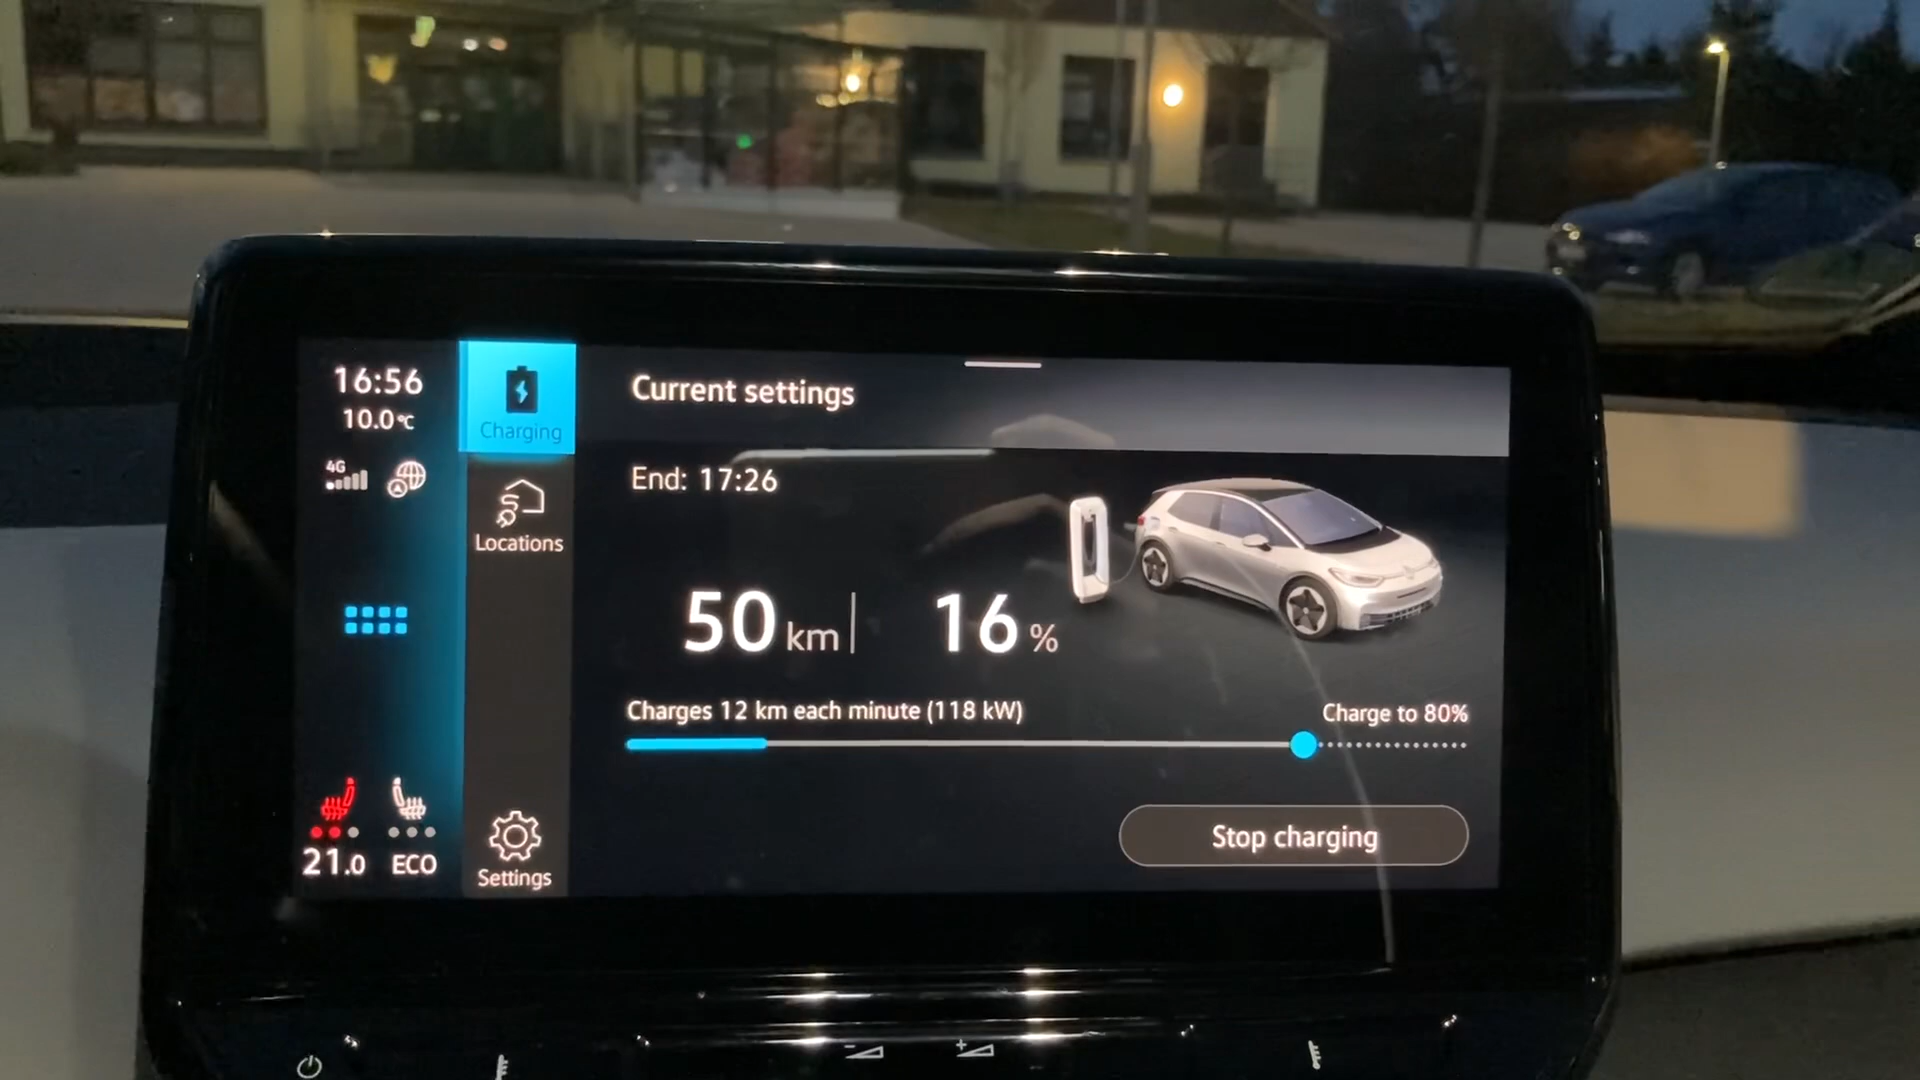 16:56
10.0°C
4G
Charging
Locations
Settings
21.0
ECO
Current settings
End: 17:26
50 km
16 %
Charges 12 km each minute (118 kW)
Charge to 80%
Stop charging